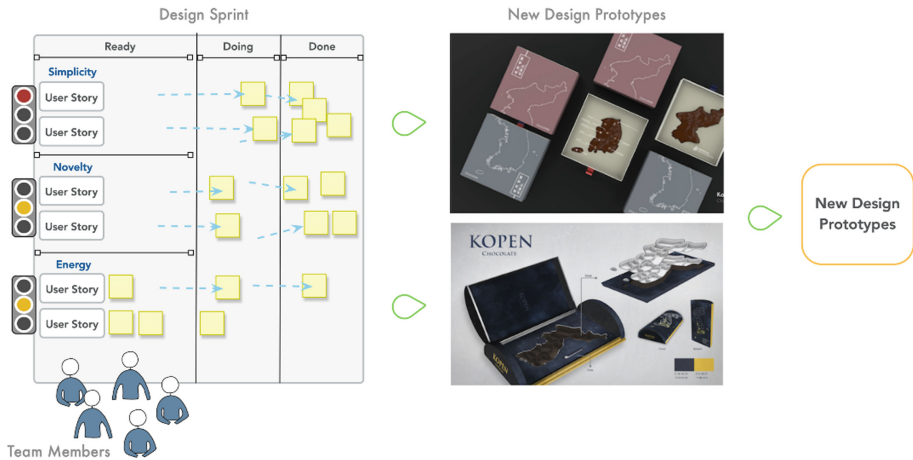 Design Sprint
New Design Prototypes
Ready
Doing
Done
Simplicity
User Story
User Story
Novelty
User Story
User Story
Energy
User Story
User Story
Team Members
KOPEN
CHOCOLATE
KOPEN
New Design
Prototypes